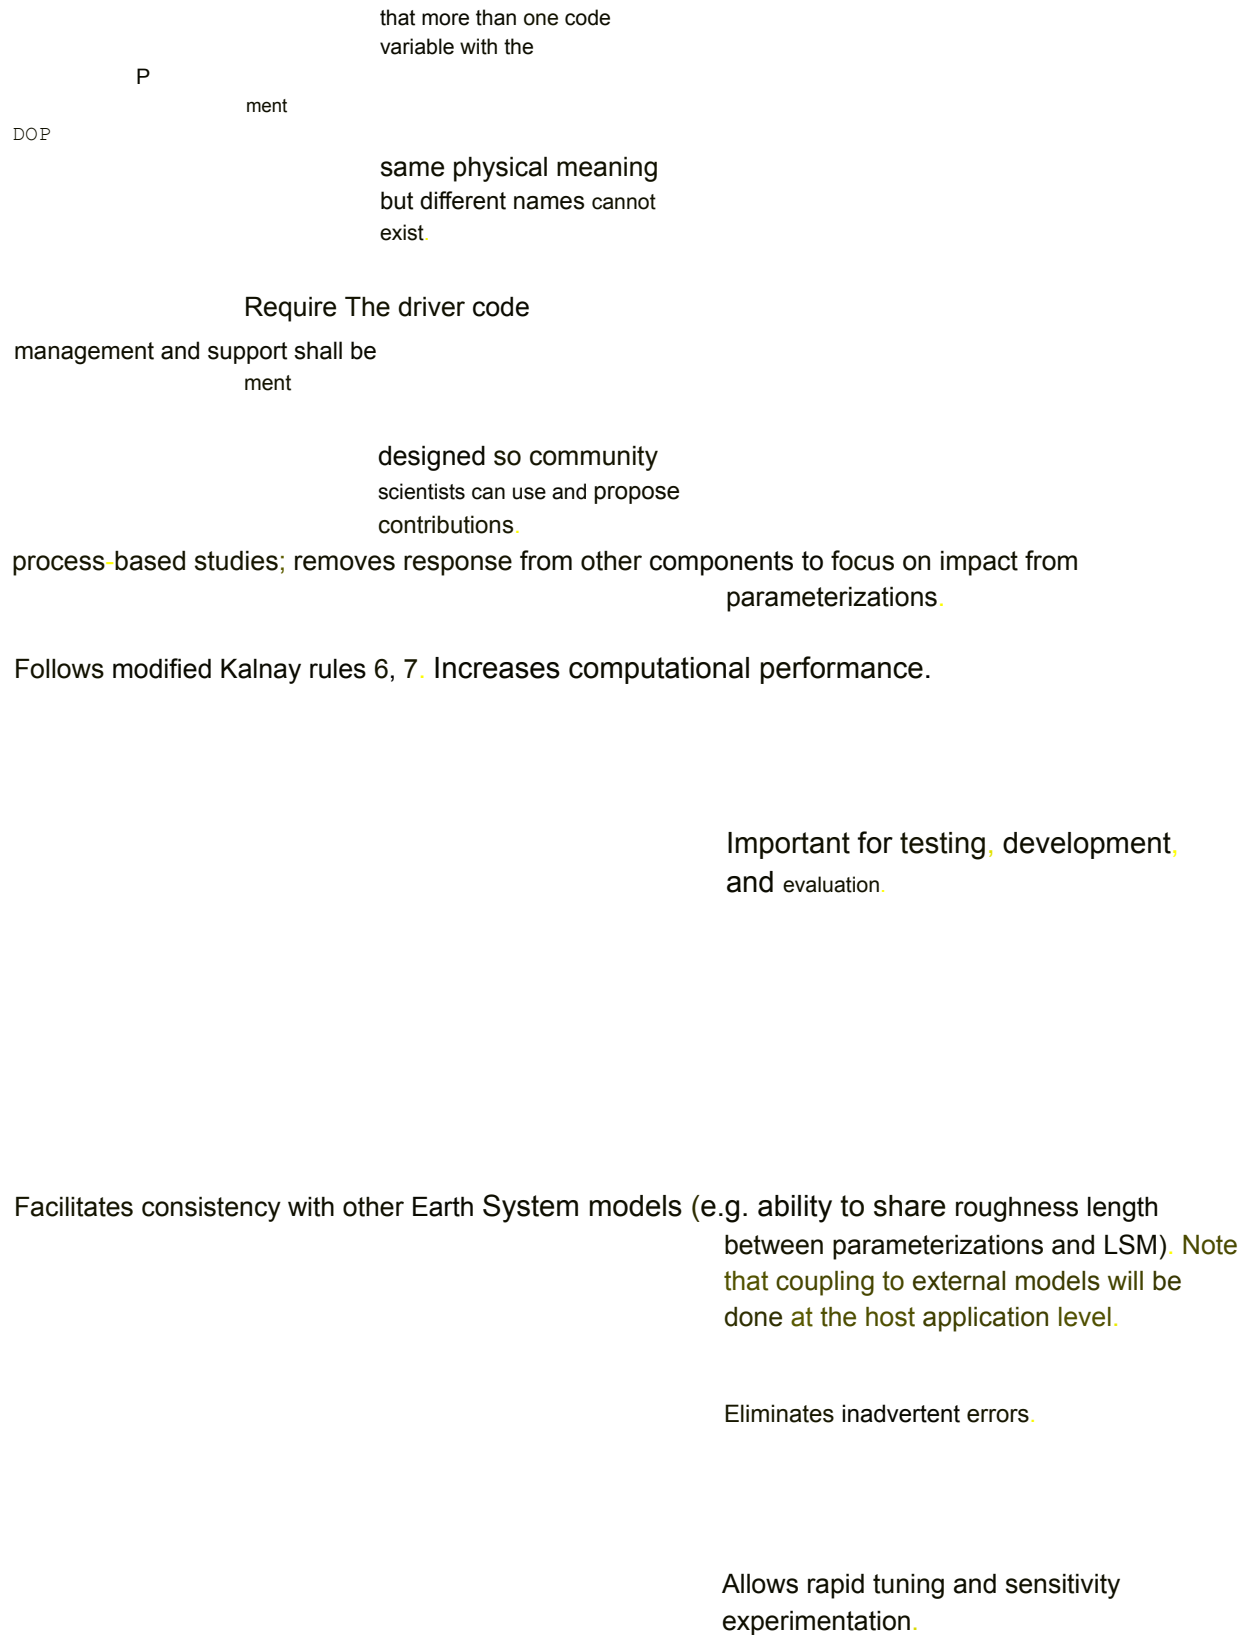 that more than one code
variable with the
P
ment
DOP
same physical meaning
but different names cannot
exist.
Require The driver code
management and support shall be
ment
designed so community
scientists can use and propose
contributions.
process-based studies; removes response from other components to focus on impact from
parameterizations.
Follows modified Kalnay rules 6, 7. Increases computational performance.
Important for testing, development,
and evaluation.
Facilitates consistency with other Earth System models (e.g. ability to share roughness length
between parameterizations and LSM). Note
that coupling to external models will be
done at the host application level.
Eliminates inadvertent errors.
Allows rapid tuning and sensitivity
experimentation.